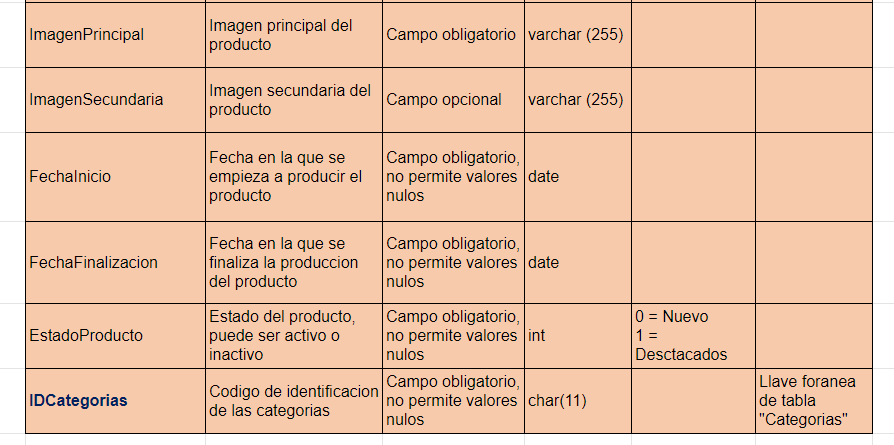 ImagenPrincipal
Imagen principal del
producto
Campo obligatorio
varchar (255)
ImagenSecundaria
Imagen secundaria del
producto
Campo opcional
varchar (255)
FechaInicio
Fecha en la que se
empieza a producir el
producto
Campo obligatorio,
no permite valores
nulos
date
FechaFinalizacion
Fecha en la que se
finaliza la produccion
del producto
Campo obligatorio,
no permite valores
nulos
date
EstadoProducto
Estado del producto,
puede ser activo o
inactivo
Campo obligatorio,
no permite valores
nulos
int
0 = Nuevo
1 =
Desctacados
IDCategorias
Codigo de identificacion
de las categorias
Campo obligatorio,
no permite valores
nulos
char(11)
Llave foranea
de tabla
"Categorias"